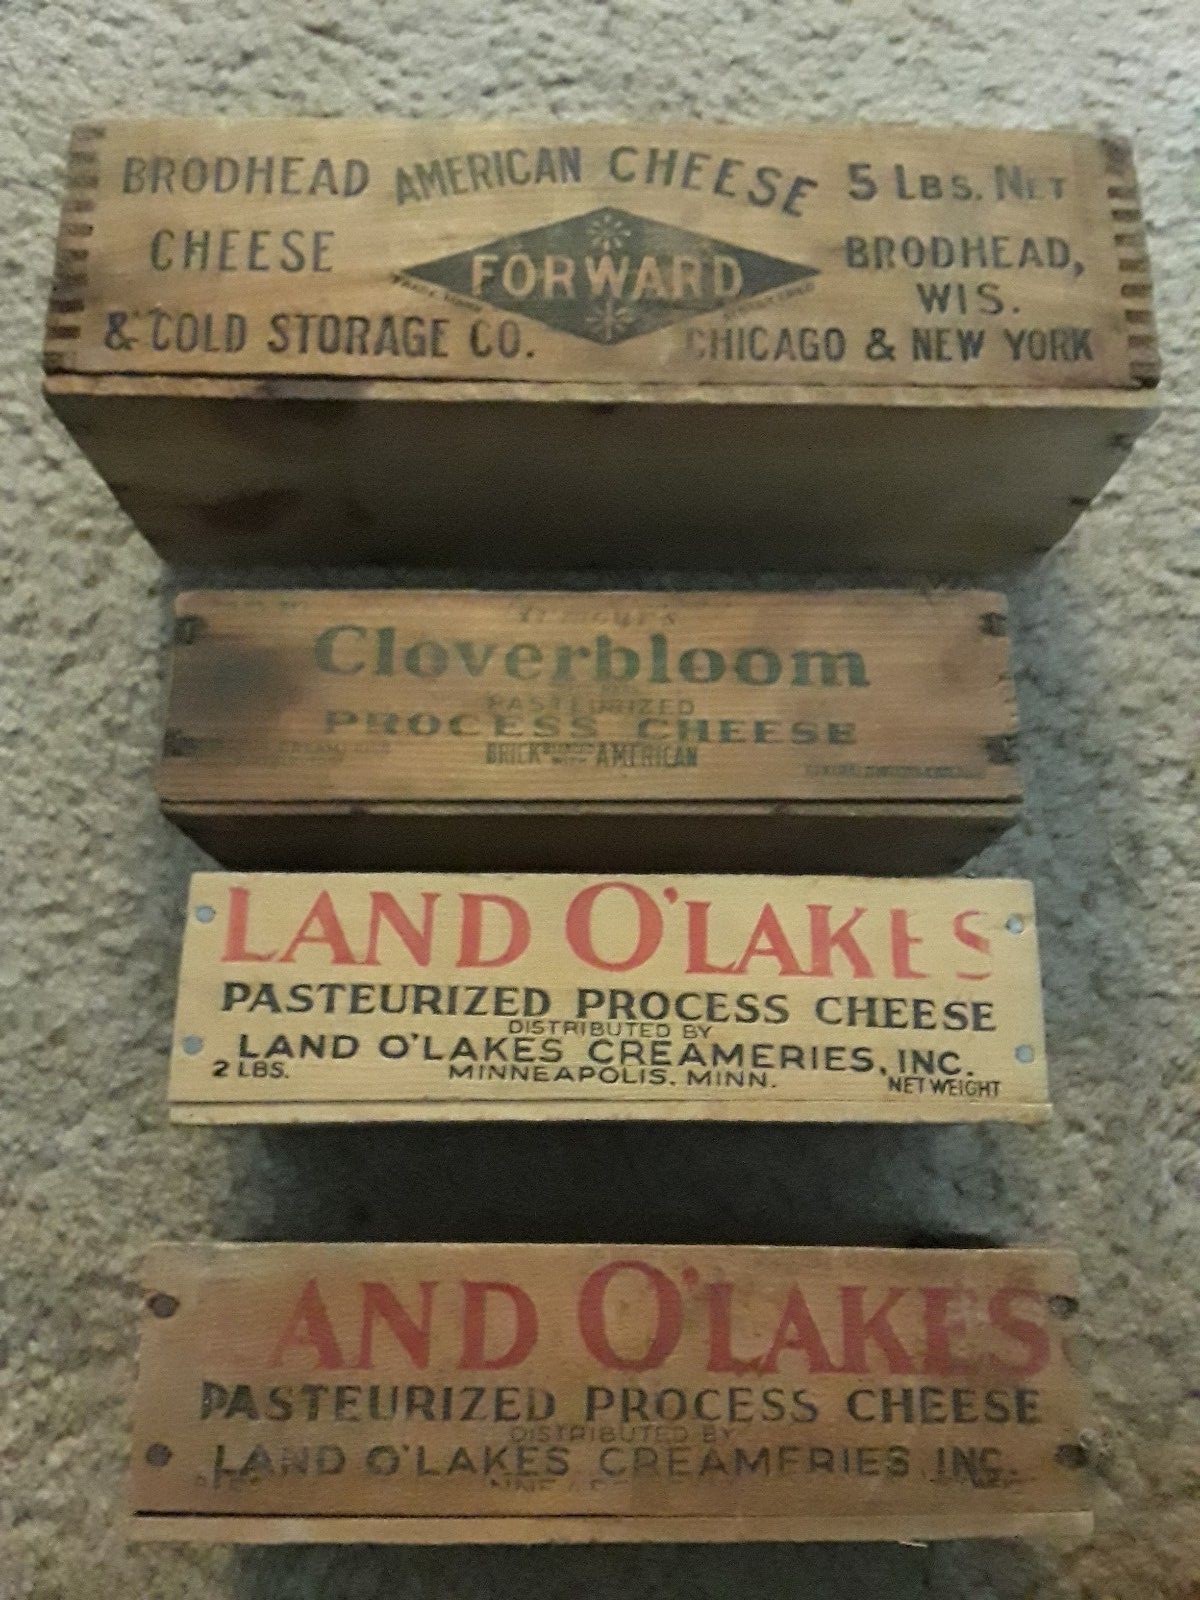 BRODHEAD AMERICAN CHEESE 5 LBS. NET
CHEESE FORWARD BRODHEAD,
WIS.
& COLD STORAGE CO. CHICAGO & NEW YORK
Cloverbloom
PASTEURIZED
PROCESS CHEESE
BRICK WITH AMERICAN
LAND O'LAKES
PASTEURIZED PROCESS CHEESE
DISTRIBUTED BY
LAND O'LAKES CREAMERIES, INC.
2 LBS. MINNEAPOLIS, MINN. NET WEIGHT
AND O'LAKES
PASTEURIZED PROCESS CHEESE
DISTRIBUTED BY
LAND O'LAKES CREAMERIES, INC.